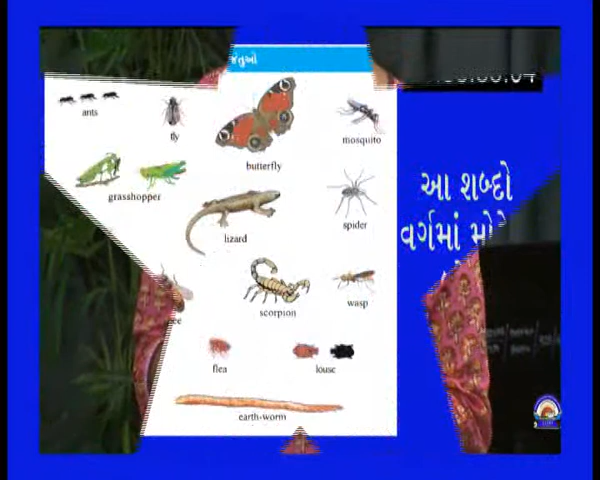 જંતુઓ
ants
fly
butterfly
mosquito
grasshopper
lizard
spider
scorpion
wasp
flea
louse
earth-worm
આ શબ્દો
વર્ગમાં